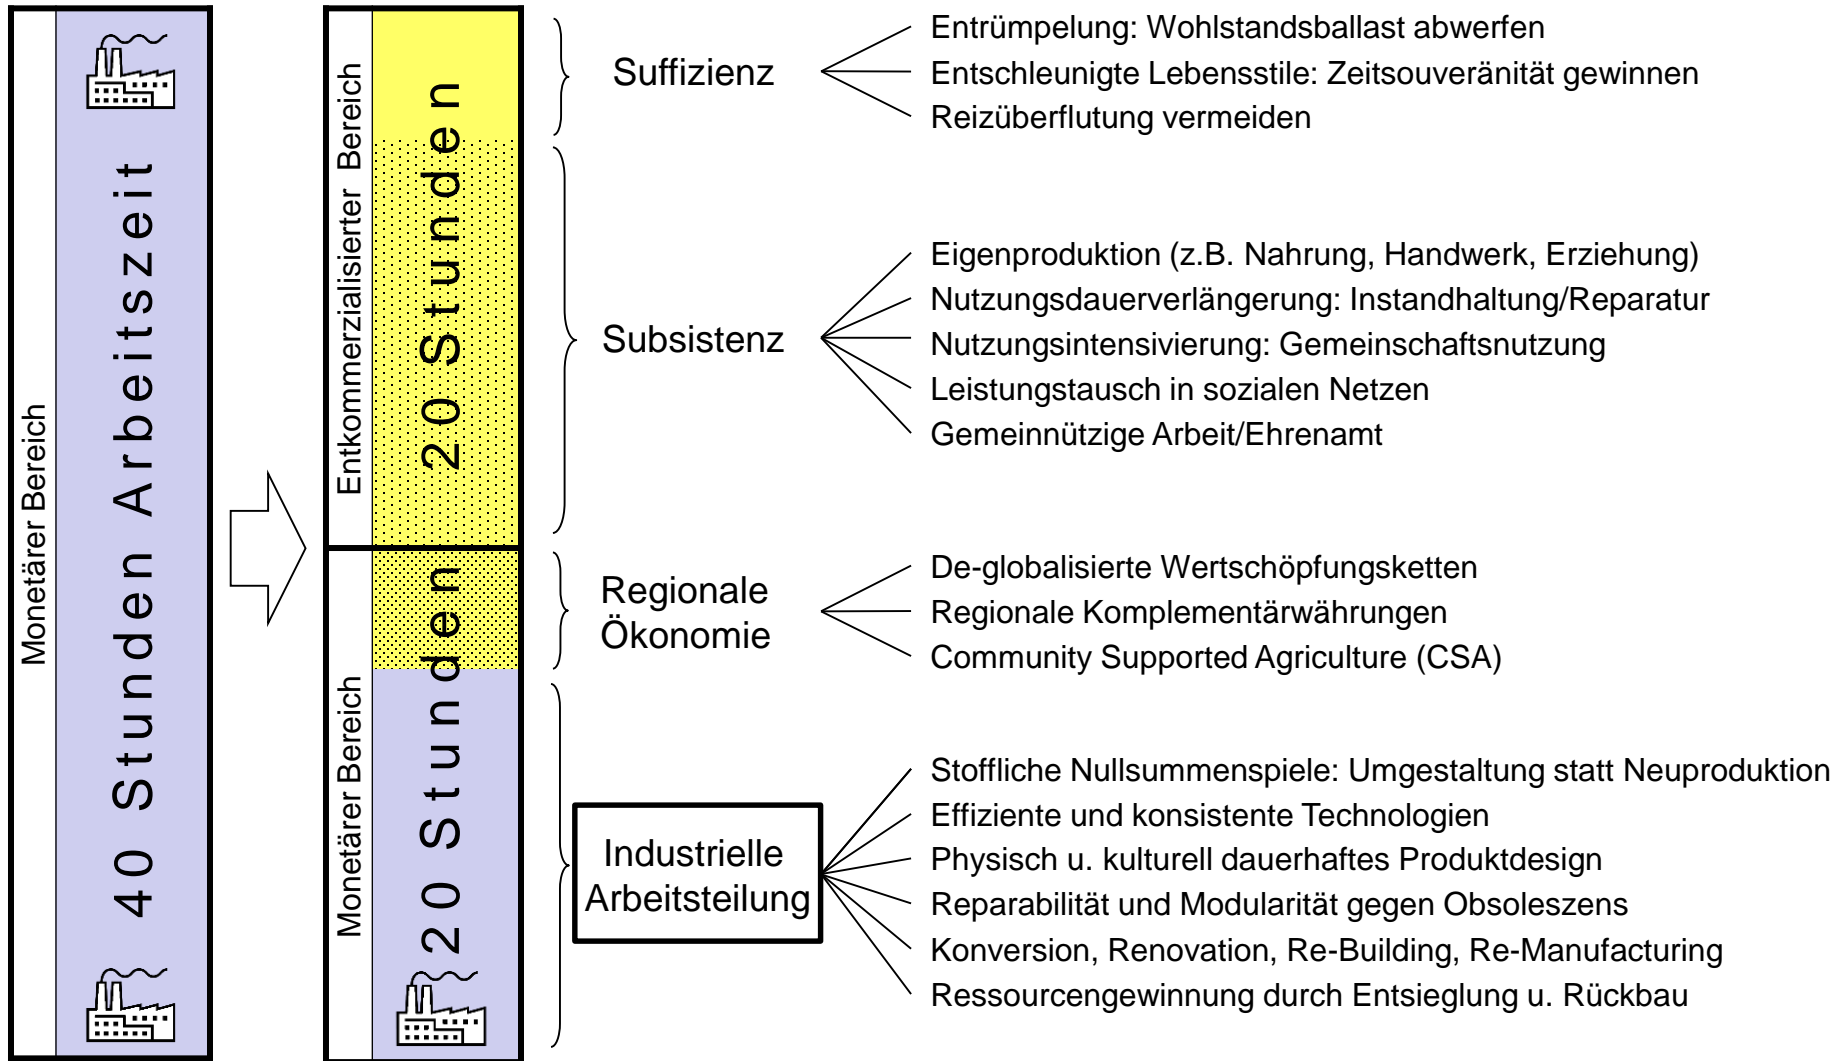 Monetärer Bereich
40 Stunden Arbeitszeit
Entkommerzialisierter Bereich
20 Stunden
Monetärer Bereich
20 Stunden
Suffizienz
Entrümpelung: Wohlstandsballast abwerfen
Entschleunigte Lebensstile: Zeitsouveränität gewinnen
Reizüberflutung vermeiden
Subsistenz
Eigenproduktion (z.B. Nahrung, Handwerk, Erziehung)
Nutzungsdauerverlängerung: Instandhaltung/Reparatur
Nutzungsintensivierung: Gemeinschaftsnutzung
Leistungstausch in sozialen Netzen
Gemeinnützige Arbeit/Ehrenamt
Regionale
Ökonomie
De-globalisierte Wertschöpfungsketten
Regionale Komplementärwährungen
Community Supported Agriculture (CSA)
Industrielle
Arbeitsteilung
Stoffliche Nullsummenspiele: Umgestaltung statt Neuproduktion
Effiziente und konsistente Technologien
Physisch u. kulturell dauerhaftes Produktdesign
Reparabilität und Modularität gegen Obsoleszens
Konversion, Renovation, Re-Building, Re-Manufacturing
Ressourcengewinnung durch Entsieglung u. Rückbau